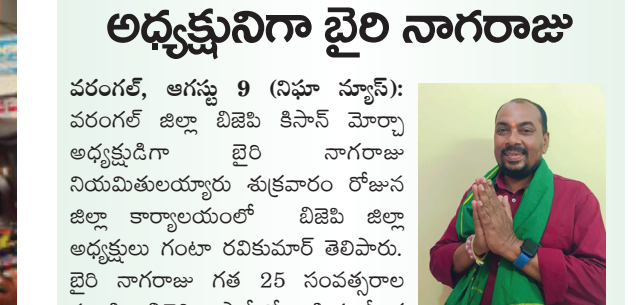 అధ్యక్షునిగా బైరి నాగరాజు
వరంగల్, ఆగస్టు 9 (నిఘా న్యూస్):
వరంగల్ జిల్లా బిజెపి కిసాన్ మోర్చా
అధ్యక్షుడిగా బైరి నాగరాజు
నియమితులయ్యారు శుక్రవారం రోజున
జిల్లా కార్యాలయంలో బిజెపి జిల్లా
అధ్యక్షులు గంటా రవికుమార్ తెలిపారు.
బైరి నాగరాజు గత 25 సంవత్సరాల